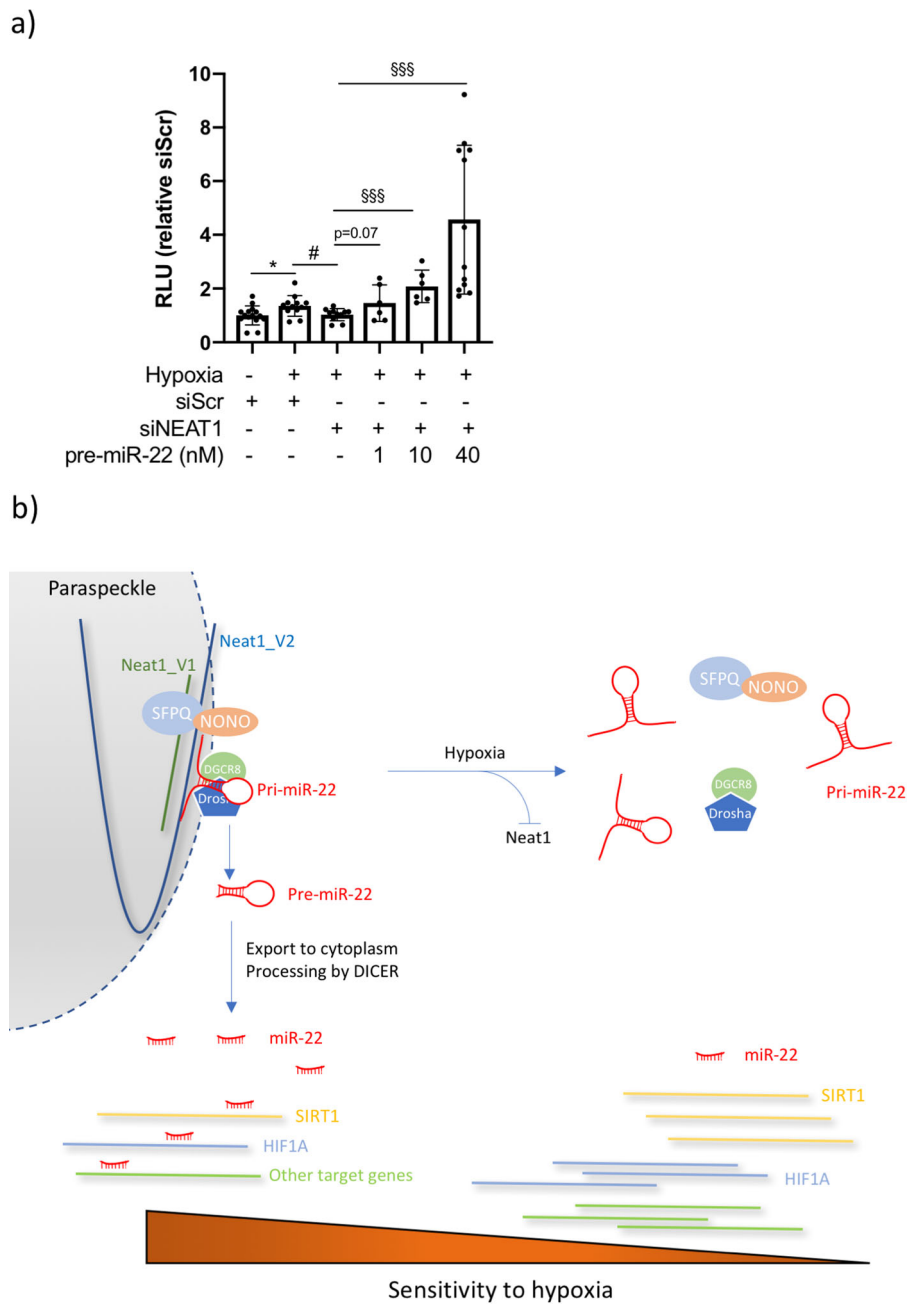 a)
RLU (relative siScr)
10
8
6
4
2
0
*
#
p=0.07
§§§
§§§
Hypoxia - + + + + +
siScr + + - - - -
siNEAT1 - - + + + +
pre-miR-22 (nM) - - - 1 10 40
b)
Paraspeckle
Neat1_V2
Neat1_V1
SFPQ
NONO
DGCR8
Drosha
Pri-miR-22
Pre-miR-22
Export to cytoplasm
Processing by DICER
miR-22
SIRT1
HIF1A
Other target genes
Hypoxia
Neat1
SFPQ
NONO
DGCR8
Drosha
Pri-miR-22
miR-22
SIRT1
HIF1A
Sensitivity to hypoxia